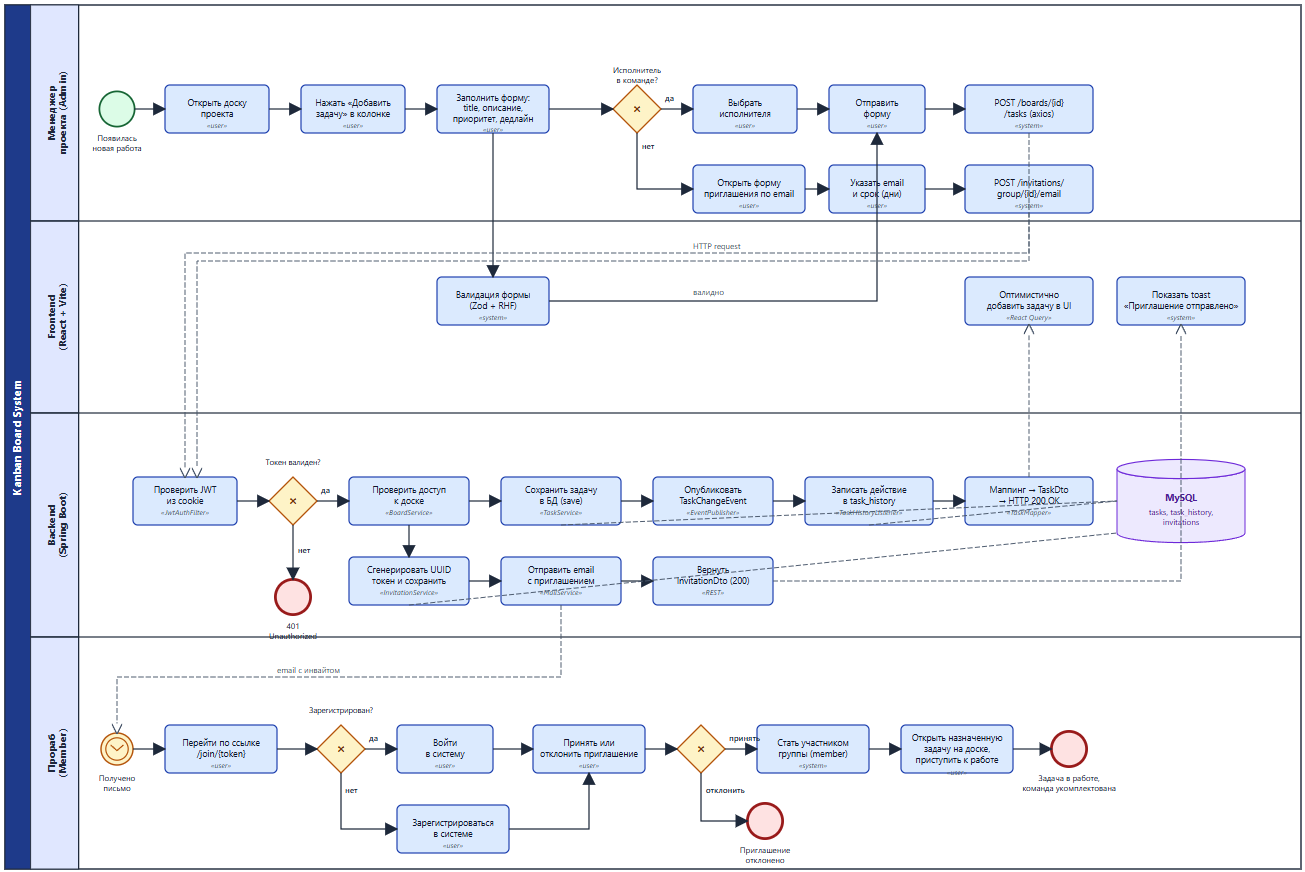 Kanban Board System
Менеджер
проекта (Admin)
Появилась
новая работа
Открыть доску
проекта
«user»
Нажать «Добавить
задачу» в колонке
«user»
Заполнить форму:
title, описание,
приоритет, дедлайн
«user»
Исполнитель
в команде?
да
нет
Выбрать
исполнителя
«user»
Отправить
форму
«user»
POST /boards/{id}
/tasks (axios)
«system»
Открыть форму
приглашения по email
«user»
Указать email
и срок (дни)
«user»
POST /invitations/
group/{id}/email
«system»
Frontend
(React + Vite)
HTTP request
Валидация формы
(Zod + RHF)
«system»
валидно
Оптимистично
добавить задачу в UI
«React Query»
Показать toast
«Приглашение отправлено»
«system»
Backend
(Spring Boot)
Проверить JWT
из cookie
«JwtAuthFilter»
Токен валиден?
да
нет
401
Unauthorized
Проверить доступ
к доске
«BoardService»
Сохранить задачу
в БД (save)
«TaskService»
Опубликовать
TaskChangeEvent
«EventPublisher»
Записать действие
в task_history
«TaskHistoryListener»
Маппинг → TaskDto
→ HTTP 200 OK
«TaskMapper»
MySQL
tasks, task_history,
invitations
Сгенерировать UUID
токен и сохранить
«InvitationService»
Отправить email
с приглашением
«MailService»
Вернуть
InvitationDto (200)
«REST»
Прораб
(Member)
email с инвайтом
Получено
письмо
Перейти по ссылке
/join/{token}
«user»
Зарегистрирован?
да
нет
Войти
в систему
«user»
Зарегистрироваться
в системе
«user»
Принять или
отклонить приглашение
«user»
принять
отклонить
Приглашение
отклонено
Стать участником
группы (member)
«system»
Открыть назначенную
задачу на доске,
приступить к работе
«user»
Задача в работе,
команда укомплектована